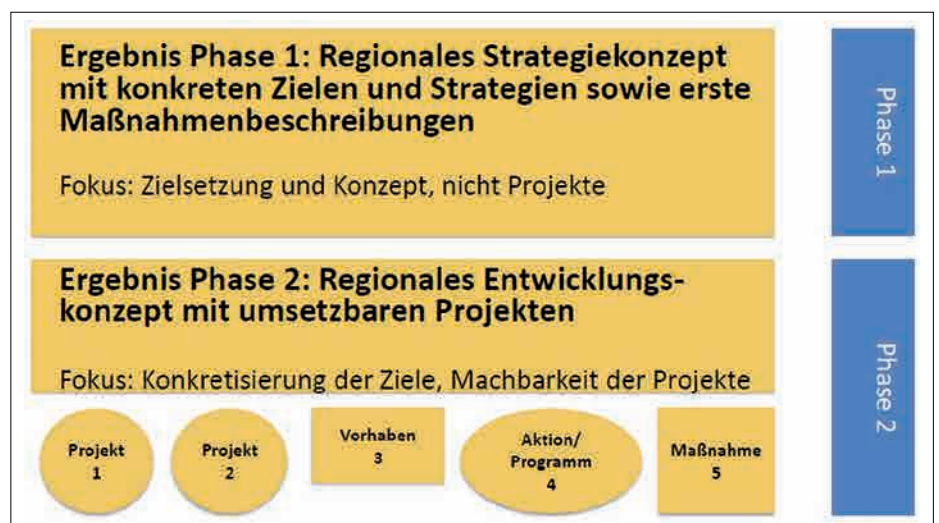 Ergebnis Phase 1: Regionales Strategiekonzept
mit konkreten Zielen und Strategien sowie erste
Maßnahmenbeschreibungen
Fokus: Zielsetzung und Konzept, nicht Projekte
Phase 1
Ergebnis Phase 2: Regionales Entwicklungs-
konzept mit umsetzbaren Projekten
Fokus: Konkretisierung der Ziele, Machbarkeit der Projekte
Phase 2
Projekt
1
Projekt
2
Vorhaben
3
Aktion/
Programm
4
Maßnahme
5